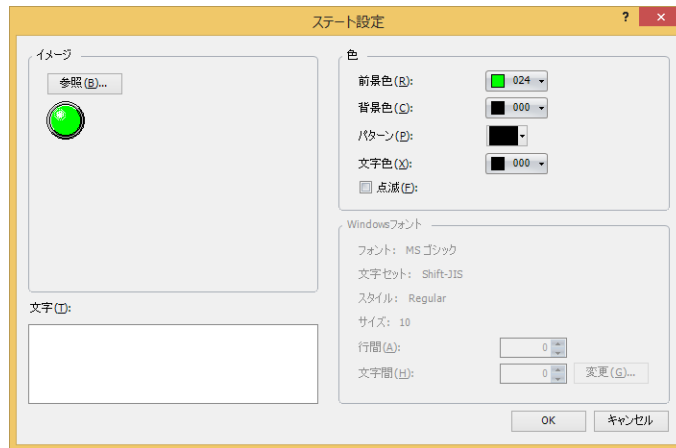 ステート設定
? ×
イメージ
参照(B)...
文字(T):
色
前景色(R): 024
背景色(C): 000
パターン(P):
文字色(X): 000
点滅(F):
Windowsフォント
フォント: MS ゴシック
文字セット: Shift-JIS
スタイル: Regular
サイズ: 10
行間(A): 0
文字間(H): 0 変更(G)...
OK キャンセル